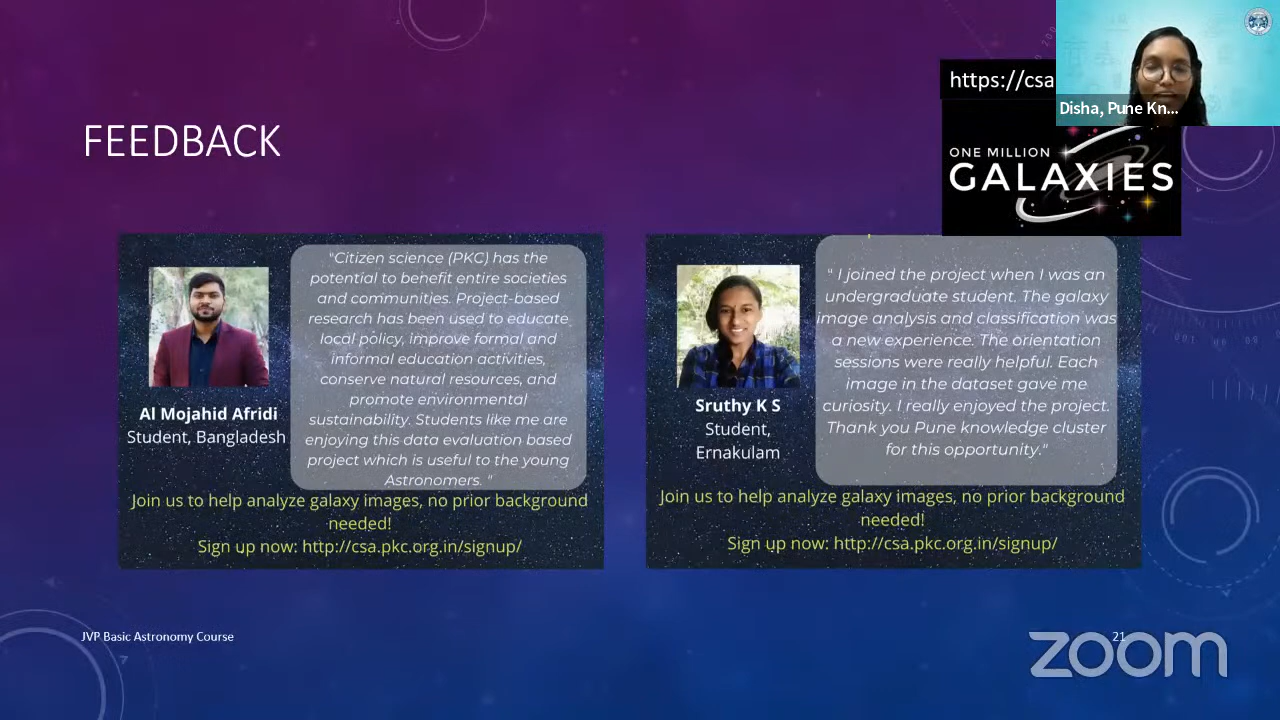 https://csa
Disha, Pune Kn...
ONE MILLION
GALAXIES
FEEDBACK
"Citizen science (PKC) has the
potential to benefit entire societies
and communities. Project-based
research has been used to educate
local policy, improve formal and
informal education activities,
conserve natural resources, and
promote environmental
sustainability. Students like me are
enjoying this data evaluation based
project which is useful to the young
Astronomers. "
Al Mojahid Afridi
Student, Bangladesh
Join us to help analyze galaxy images, no prior background
needed!
Sign up now: http://csa.pkc.org.in/signup/
" I joined the project when I was an
undergraduate student. The galaxy
image analysis and classification was
a new experience. The orientation
sessions were really helpful. Each
image in the dataset gave me
curiosity. I really enjoyed the project.
Thank you Pune knowledge cluster
for this opportunity."
Sruthy K S
Student,
Ernakulam
Join us to help analyze galaxy images, no prior background
needed!
Sign up now: http://csa.pkc.org.in/signup/
JVP Basic Astronomy Course
21
zoom